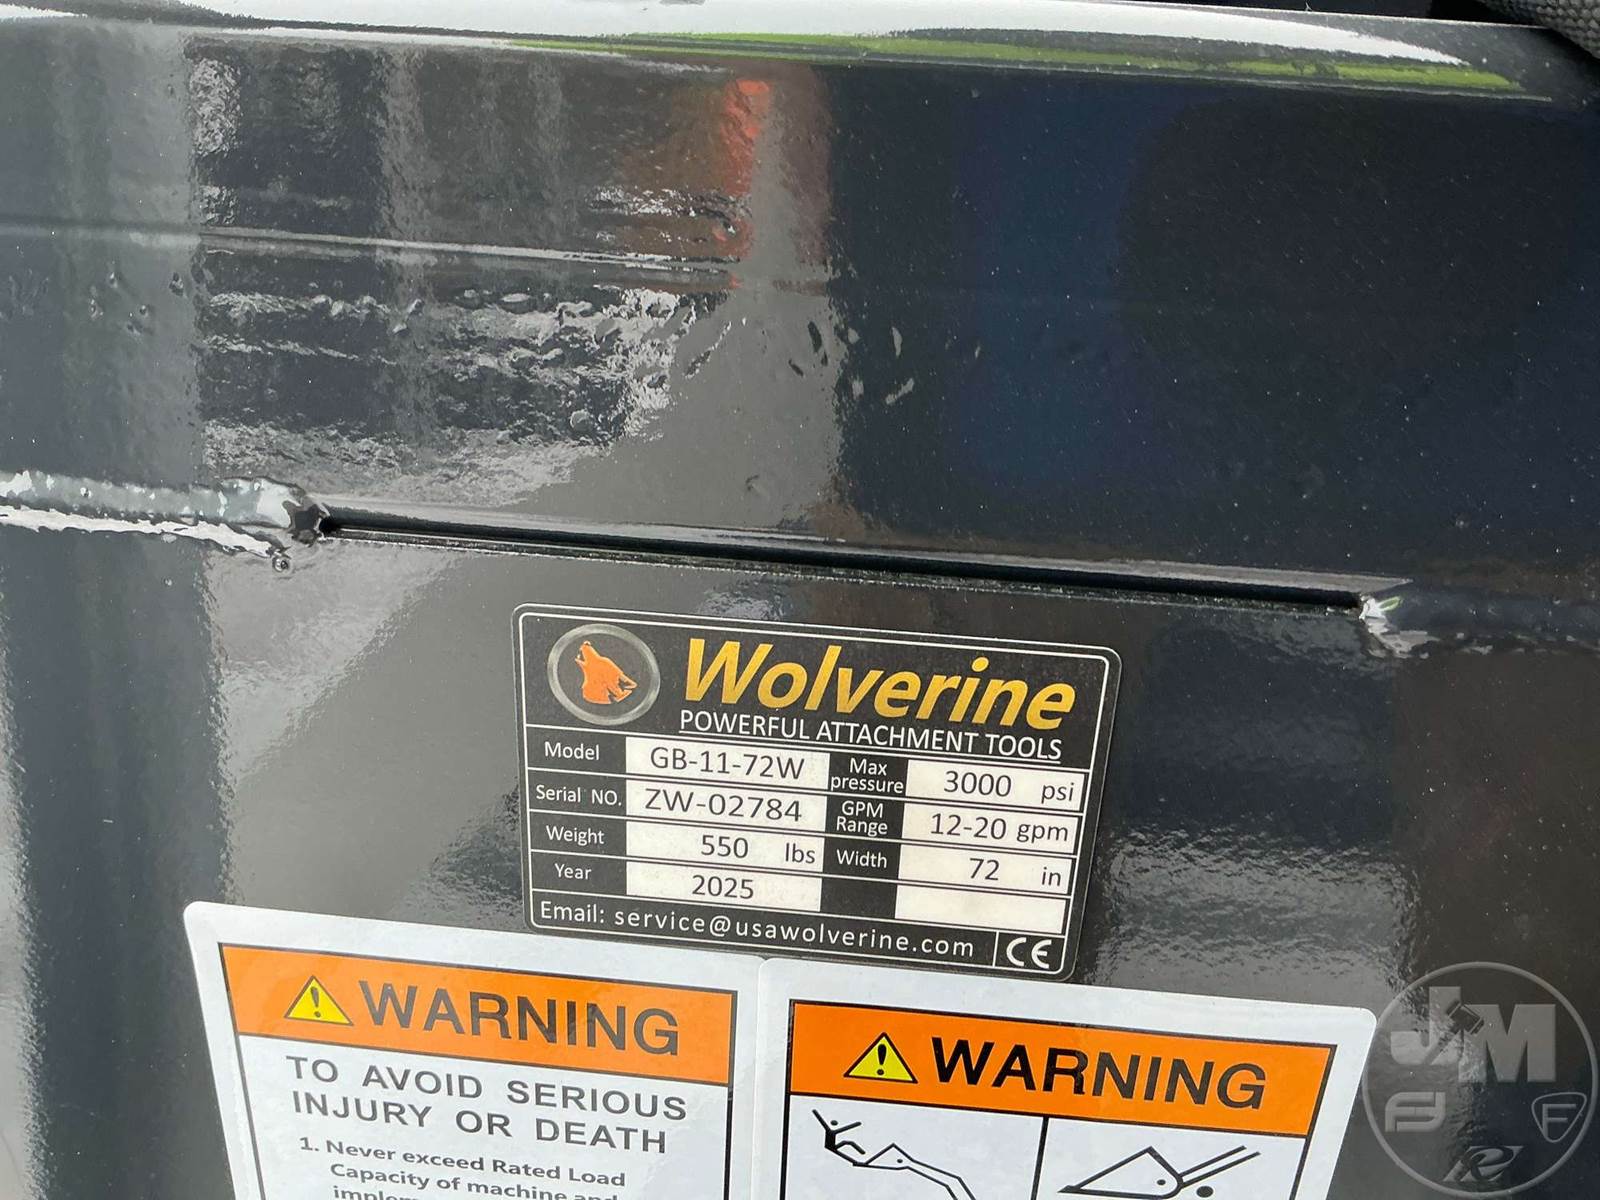 Wolverine
POWERFUL ATTACHMENT TOOLS
Model GB-11-72W Max pressure 3000 psi
Serial NO. ZW-02784 GPM Range 12-20 gpm
Weight 550 lbs Width 72 in
Year 2025
Email: service@usawolverine.com CE
WARNING
TO AVOID SERIOUS
INJURY OR DEATH
1. Never exceed Rated Load
Capacity of machine and
WARNING
JM